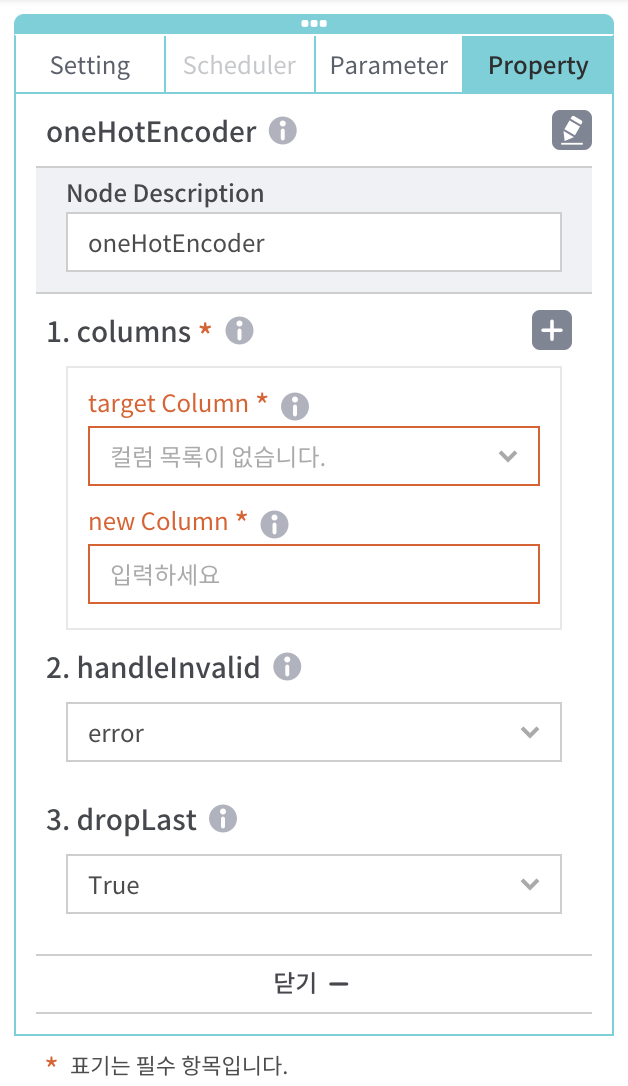 Setting Scheduler Parameter Property
oneHotEncoder
Node Description
oneHotEncoder
1. columns *
target Column *
컬럼 목록이 없습니다.
new Column *
입력하세요
2. handleInvalid
error
3. dropLast
True
닫기
* 표기는 필수 항목입니다.